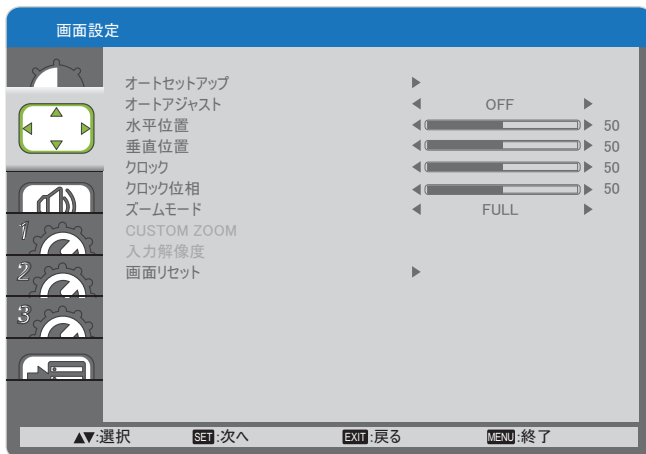 画面設定
オートセットアップ
オートアジャスト OFF
水平位置 50
垂直位置 50
クロック 50
クロック位相 50
ズームモード FULL
CUSTOM ZOOM
入力解像度
画面リセット
1
2
3
▲▼:選択 SET:次へ EXIT:戻る MENU:終了